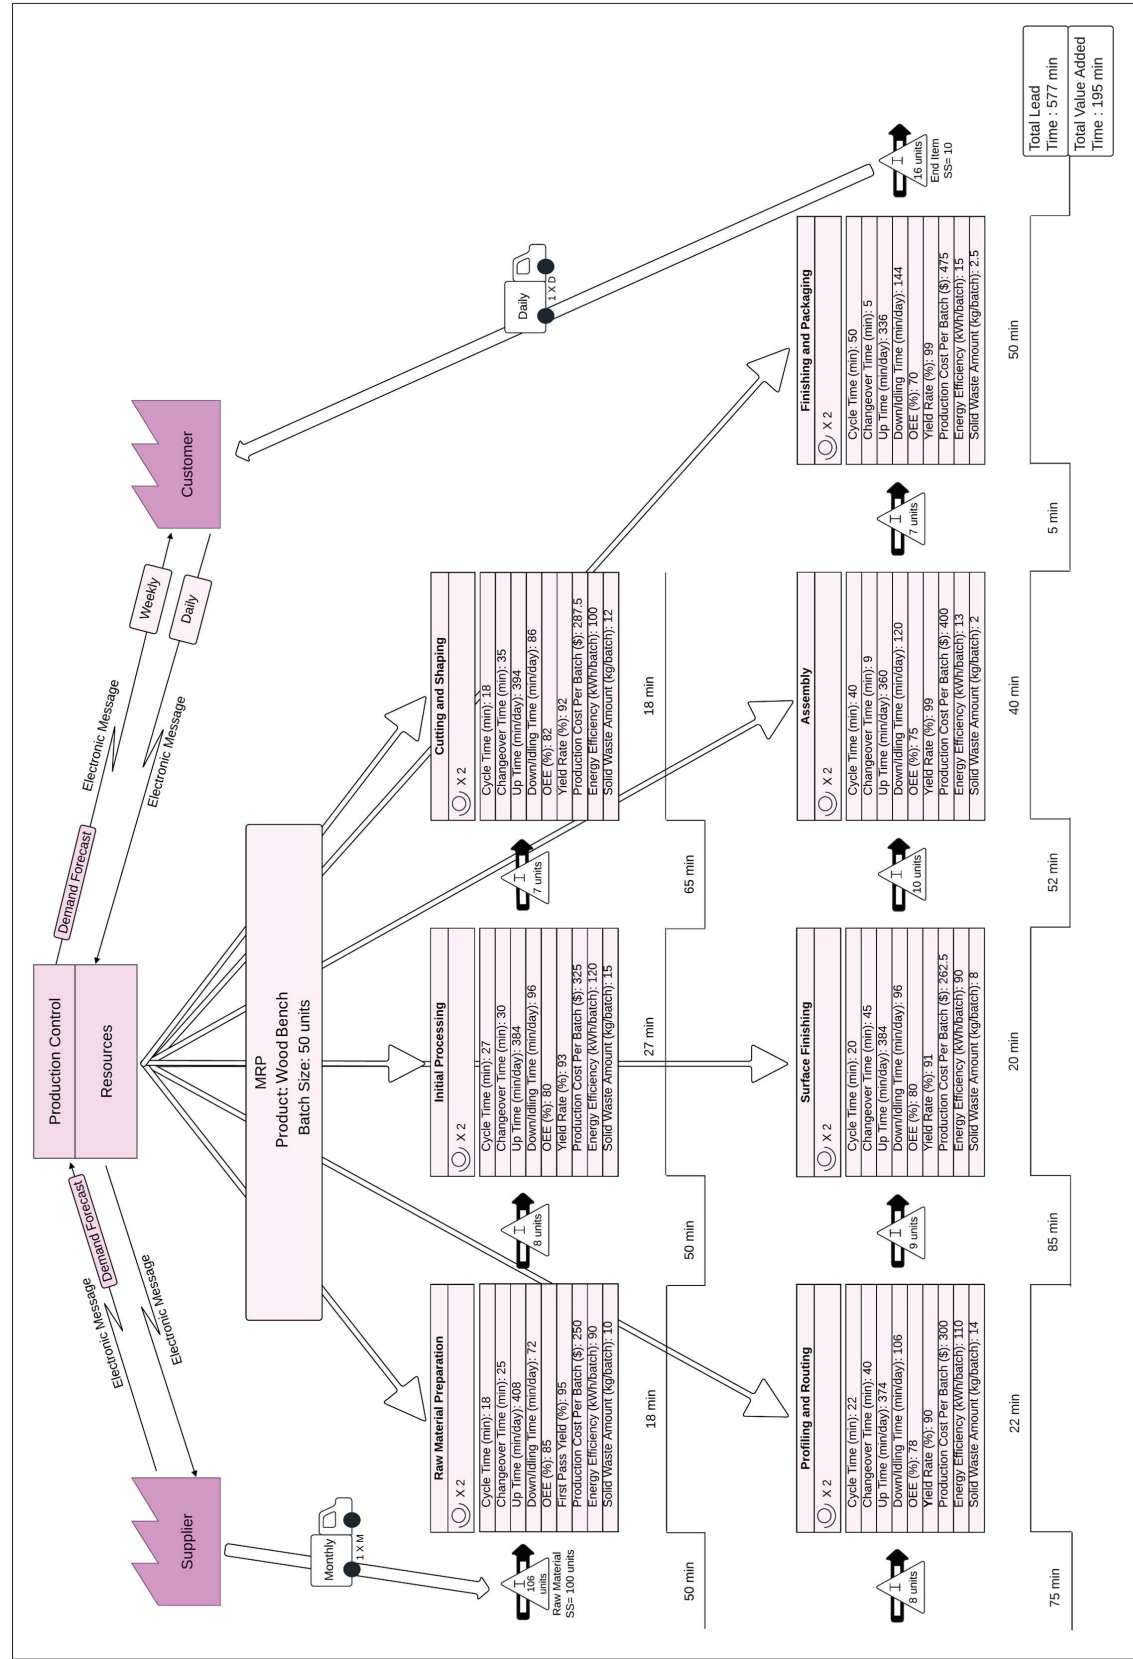 Production Control
Resources
Supplier
Customer
Demand Forecast
Electronic Message
Electronic Message
Demand Forecast
Electronic Message
Electronic Message
Weekly
Daily
Monthly
1 X M
Daily
1 X D
MRP
Product: Wood Bench
Batch Size: 50 units
I
106
units
Raw Material
SS= 100 units
Raw Material Preparation
X 2
Cycle Time (min): 18
Changeover Time (min): 25
Up Time (min/day): 408
Down/Idling Time (min/day): 72
OEE (%): 85
First Pass Yield (%): 95
Production Cost Per Batch ($): 250
Energy Efficiency (kWh/batch): 90
Solid Waste Amount (kg/batch): 10
I
8 units
Initial Processing
X 2
Cycle Time (min): 27
Changeover Time (min): 30
Up Time (min/day): 384
Down/Idling Time (min/day): 96
OEE (%): 80
Yield Rate (%): 93
Production Cost Per Batch ($): 325
Energy Efficiency (kWh/batch): 120
Solid Waste Amount (kg/batch): 15
I
7 units
Cutting and Shaping
X 2
Cycle Time (min): 18
Changeover Time (min): 35
Up Time (min/day): 394
Down/Idling Time (min/day): 86
OEE (%): 82
Yield Rate (%): 92
Production Cost Per Batch ($): 287.5
Energy Efficiency (kWh/batch): 100
Solid Waste Amount (kg/batch): 12
50 min
18 min
50 min
27 min
65 min
18 min
I
8 units
Profiling and Routing
X 2
Cycle Time (min): 22
Changeover Time (min): 40
Up Time (min/day): 374
Down/Idling Time (min/day): 106
OEE (%): 78
Yield Rate (%): 90
Production Cost Per Batch ($): 300
Energy Efficiency (kWh/batch): 110
Solid Waste Amount (kg/batch): 14
I
9 units
Surface Finishing
X 2
Cycle Time (min): 20
Changeover Time (min): 45
Up Time (min/day): 384
Down/Idling Time (min/day): 96
OEE (%): 80
Yield Rate (%): 91
Production Cost Per Batch ($): 262.5
Energy Efficiency (kWh/batch): 90
Solid Waste Amount (kg/batch): 8
I
10 units
Assembly
X 2
Cycle Time (min): 40
Changeover Time (min): 9
Up Time (min/day): 360
Down/Idling Time (min/day): 120
OEE (%): 75
Yield Rate (%): 99
Production Cost Per Batch ($): 400
Energy Efficiency (kWh/batch): 13
Solid Waste Amount (kg/batch): 2
I
7 units
Finishing and Packaging
X 2
Cycle Time (min): 50
Changeover Time (min): 5
Up Time (min/day): 336
Down/Idling Time (min/day): 144
OEE (%): 70
Yield Rate (%): 99
Production Cost Per Batch ($): 475
Energy Efficiency (kWh/batch): 15
Solid Waste Amount (kg/batch): 2.5
I
16 units
End Item
SS= 10
75 min
22 min
85 min
20 min
52 min
40 min
5 min
50 min
Total Lead
Time : 577 min
Total Value Added
Time : 195 min